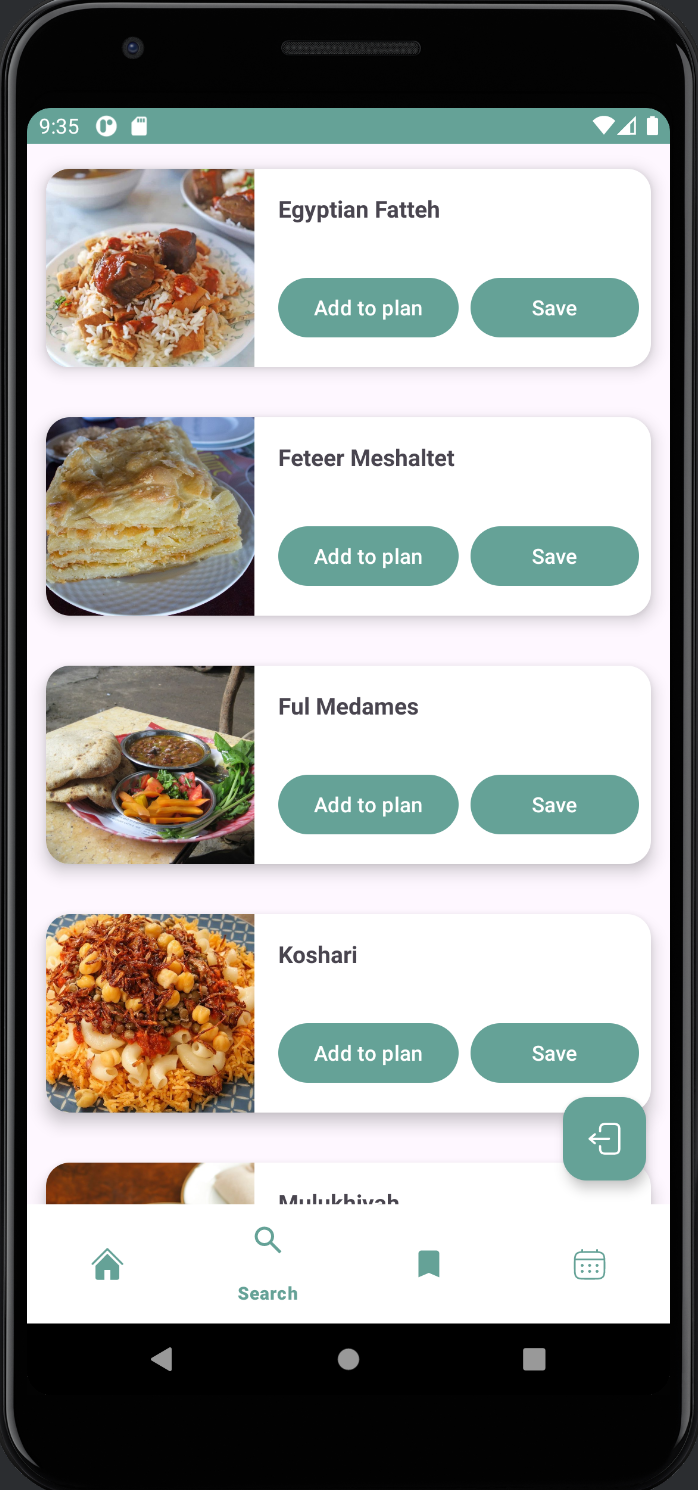 9:35
Egyptian Fatteh
Add to plan
Save
Feteer Meshaltet
Add to plan
Save
Ful Medames
Add to plan
Save
Koshari
Add to plan
Save
Mulukhiyah
Search